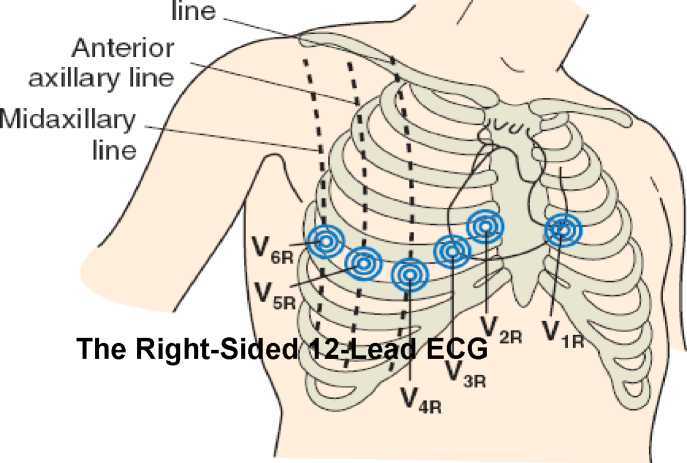 line
Anterior
axillary line
Midaxillary
line
V6R
V5R
The Right-Sided 12-Lead ECG
V2R
V1R
V3R
V4R